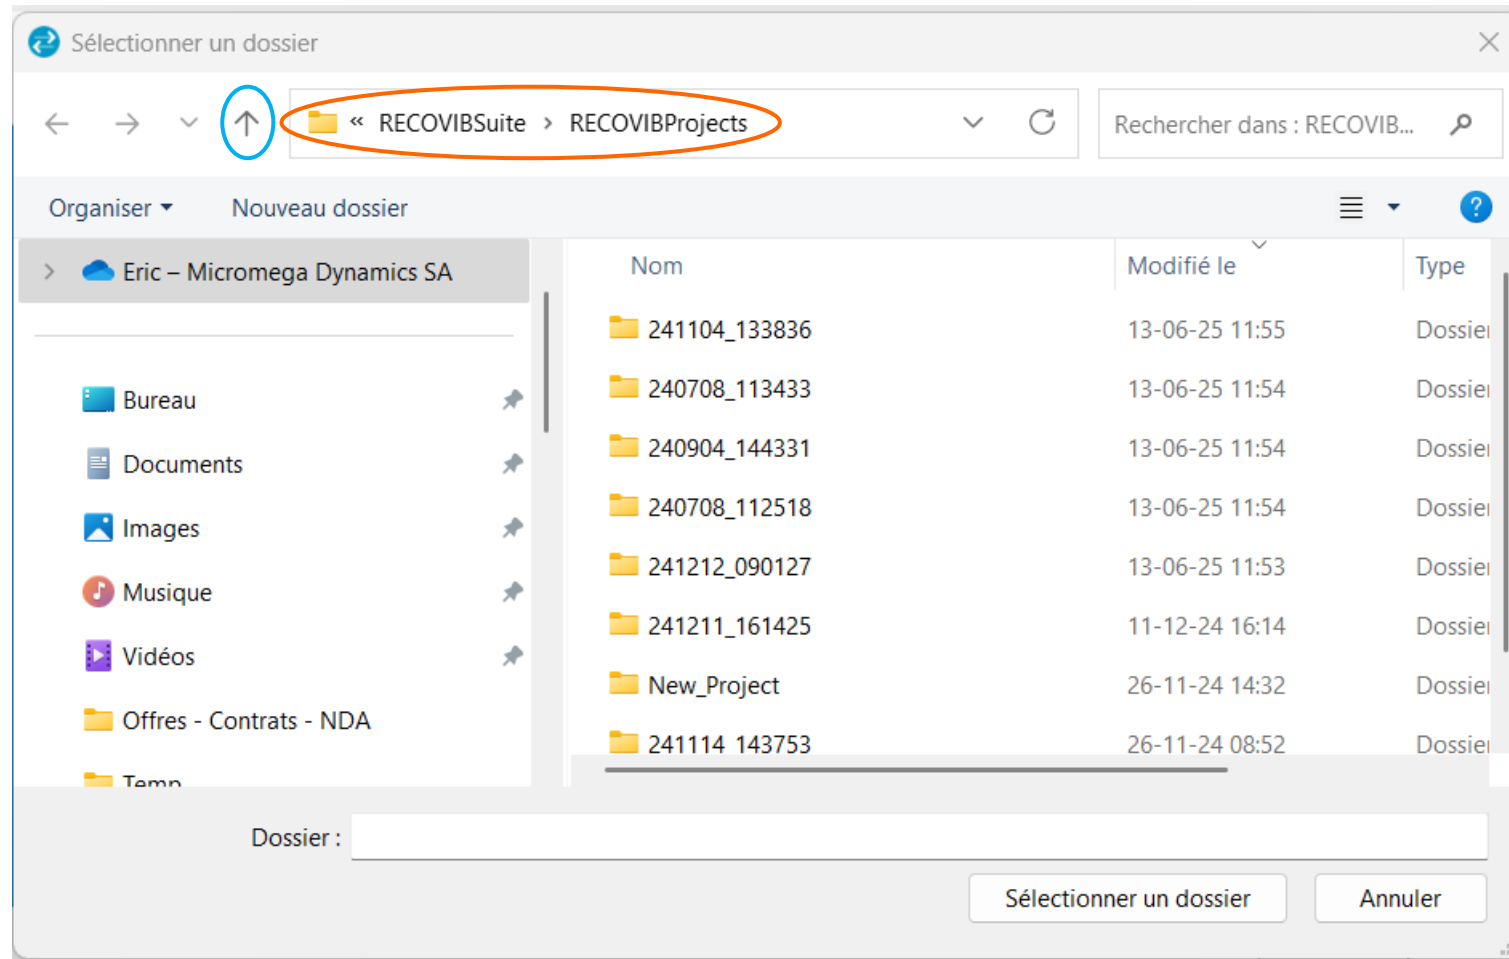 Sélectionner un dossier
« RECOVIBSuite > RECOVIBProjects
Rechercher dans : RECOVIB...
Organiser
Nouveau dossier
Eric – Micromega Dynamics SA
Bureau
Documents
Images
Musique
Vidéos
Offres - Contrats - NDA
Temp
Nom Modifié le Type
241104_133836 13-06-25 11:55 Dossier
240708_113433 13-06-25 11:54 Dossier
240904_144331 13-06-25 11:54 Dossier
240708_112518 13-06-25 11:54 Dossier
241212_090127 13-06-25 11:53 Dossier
241211_161425 11-12-24 16:14 Dossier
New_Project 26-11-24 14:32 Dossier
241114_143753 26-11-24 08:52 Dossier
Dossier :
Sélectionner un dossier
Annuler